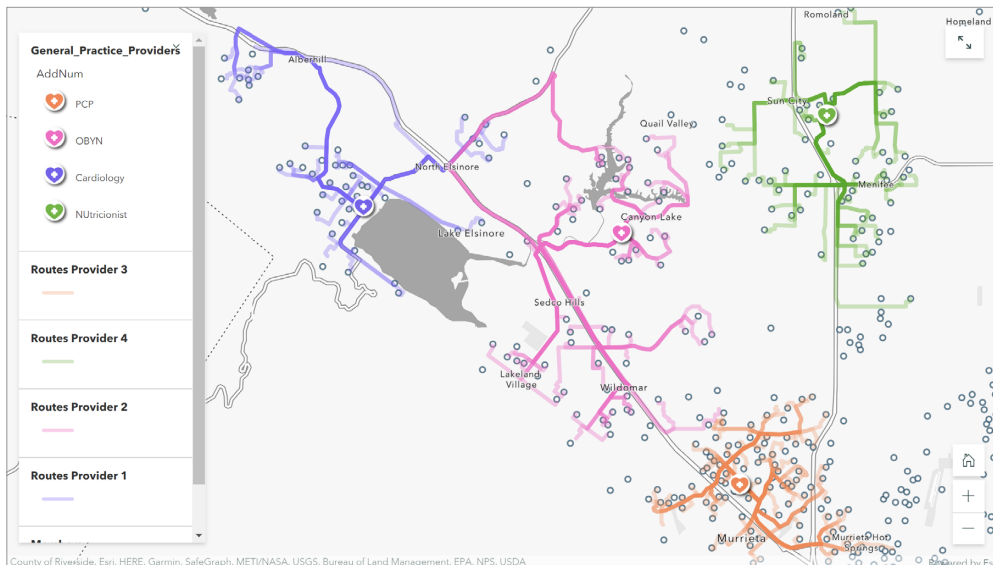 Romoland
Homeland
General_Practice_Providers
×
Alberhill
AddNum
PCP
Sun City
OBYN
Quail Valley
North Elsinore
Cardiology
Menifee
NUtricionist
Canyon Lake
Lake Elsinore
Routes Provider 3
Sedco Hills
Routes Provider 4
Lakeland
Village
Wildomar
Routes Provider 2
Routes Provider 1
Murrieta
Murrieta Hot
Springs
County of Riverside, Esri, HERE, Garmin, SafeGraph, METI/NASA, USGS, Bureau of Land Management, EPA, NPS, USDA
Powered by Es